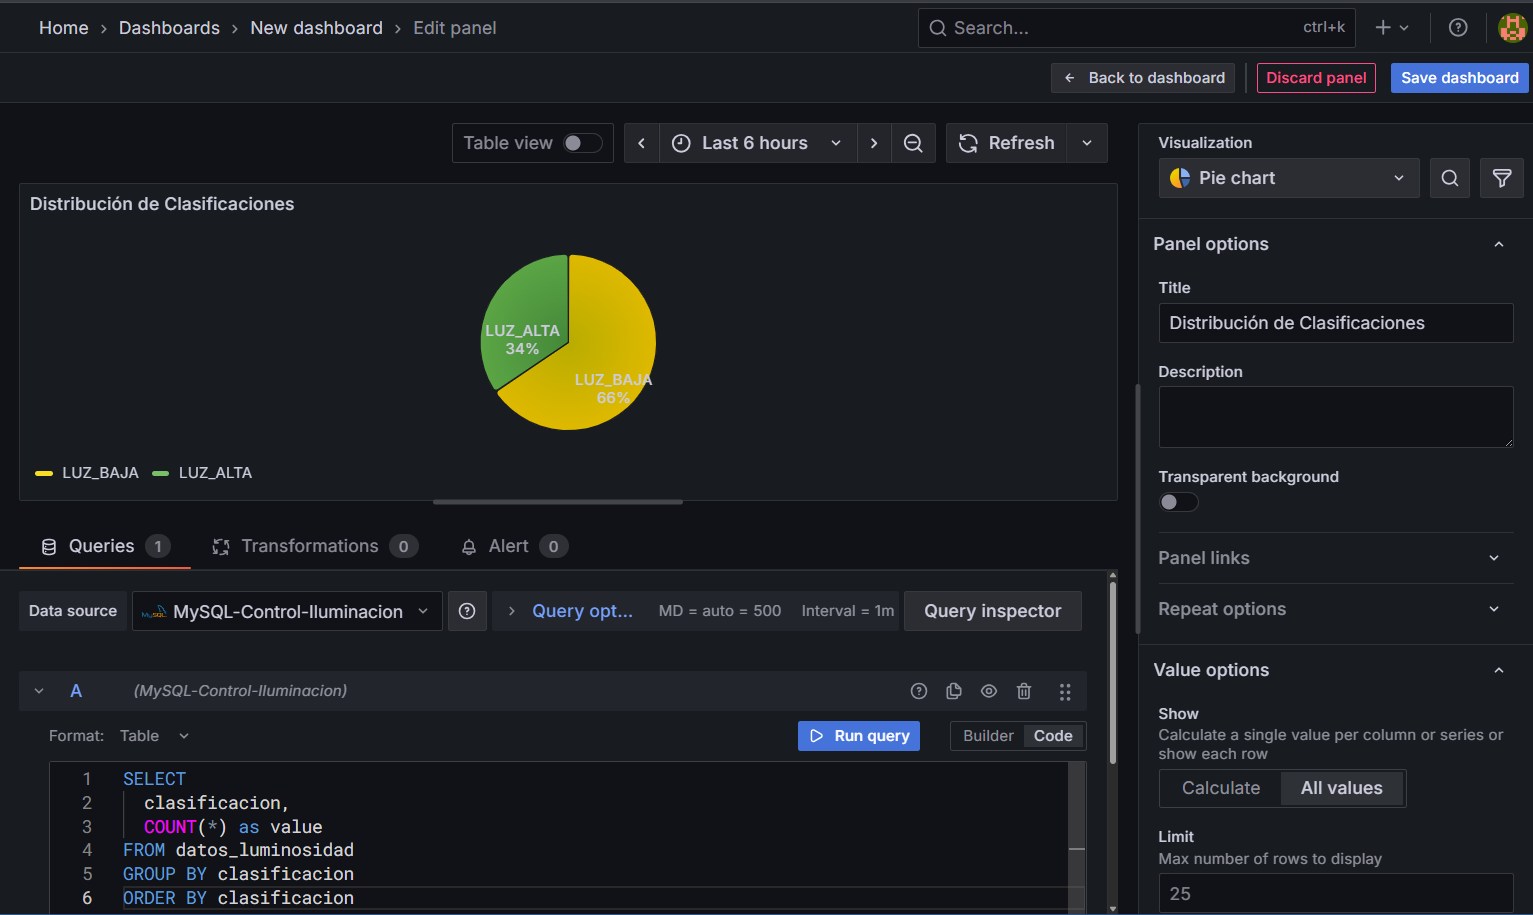 Home > Dashboards > New dashboard > Edit panel
Search... ctrl+k
Back to dashboard
Discard panel
Save dashboard
Table view
Last 6 hours
Refresh
Distribución de Clasificaciones
LUZ_ALTA
34%
LUZ_BAJA
66%
LUZ_BAJA LUZ_ALTA
Queries 1
Transformations 0
Alert 0
Data source
MySQL MySQL-Control-Iluminacion
Query opt... MD = auto = 500 Interval = 1m
Query inspector
A (MySQL-Control-Iluminacion)
Format: Table
Run query
Builder Code
1 SELECT
2 clasificacion,
3 COUNT(*) as value
4 FROM datos_luminosidad
5 GROUP BY clasificacion
6 ORDER BY clasificacion
Visualization
Pie chart
Panel options
Title
Distribución de Clasificaciones
Description
Transparent background
Panel links
Repeat options
Value options
Show
Calculate a single value per column or series or
show each row
Calculate All values
Limit
Max number of rows to display
25